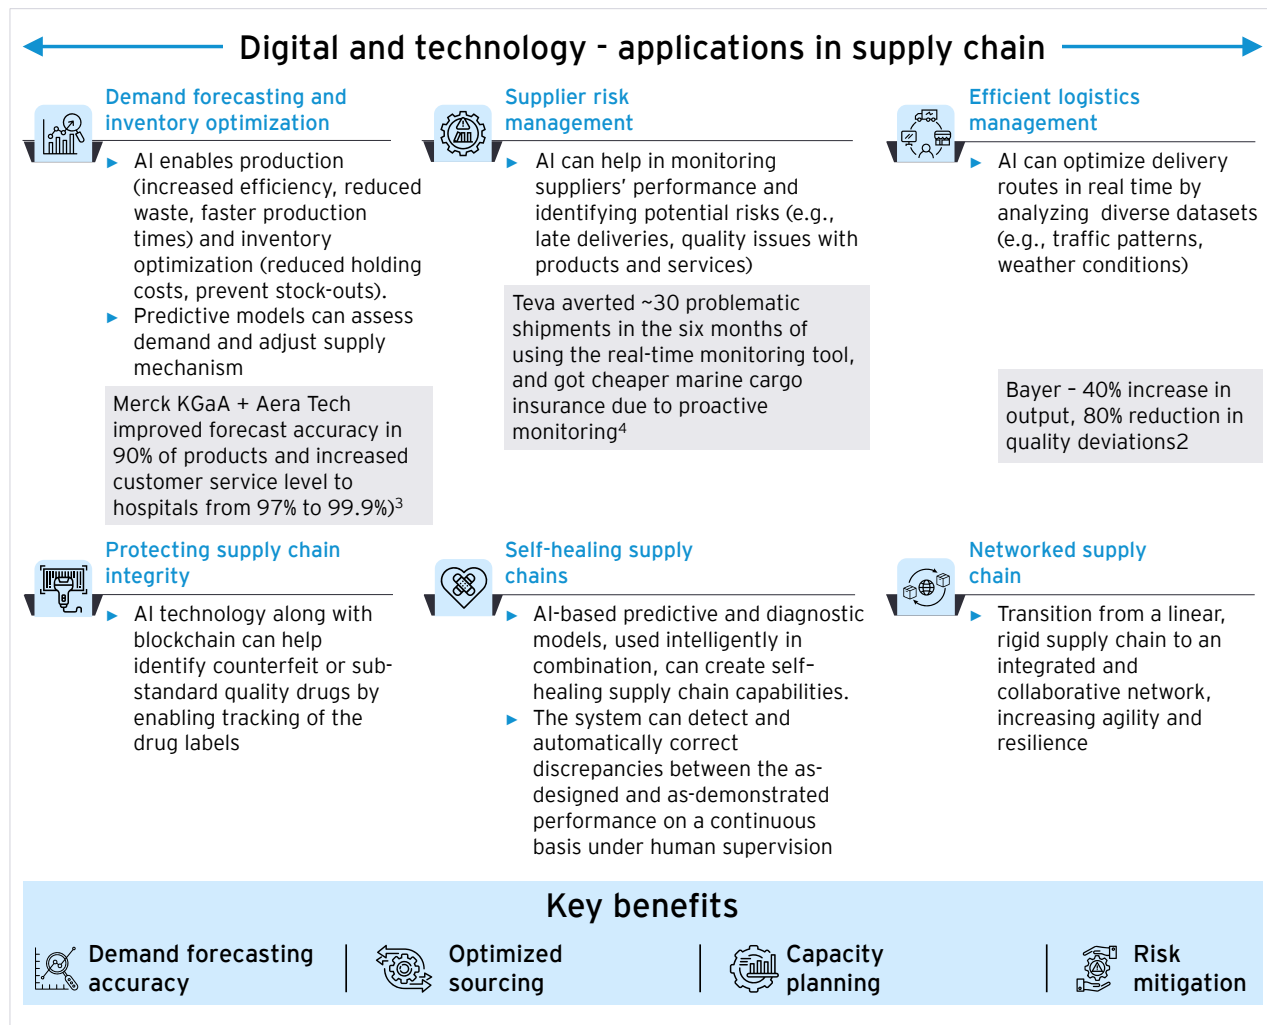 Digital and technology - applications in supply chain
Demand forecasting and
inventory optimization
► AI enables production
(increased efficiency, reduced
waste, faster production
times) and inventory
optimization (reduced holding
costs, prevent stock-outs).
► Predictive models can assess
demand and adjust supply
mechanism
Merck KGaA + Aera Tech
improved forecast accuracy in
90% of products and increased
customer service level to
hospitals from 97% to 99.9%)³
Supplier risk
management
► AI can help in monitoring
suppliers’ performance and
identifying potential risks (e.g.,
late deliveries, quality issues with
products and services)
Teva averted ~30 problematic
shipments in the six months of
using the real-time monitoring tool,
and got cheaper marine cargo
insurance due to proactive
monitoring⁴
Efficient logistics
management
► AI can optimize delivery
routes in real time by
analyzing diverse datasets
(e.g., traffic patterns,
weather conditions)
Bayer – 40% increase in
output, 80% reduction in
quality deviations2
Protecting supply chain
integrity
► AI technology along with
blockchain can help
identify counterfeit or sub-
standard quality drugs by
enabling tracking of the
drug labels
Self-healing supply
chains
► AI-based predictive and diagnostic
models, used intelligently in
combination, can create self–
healing supply chain capabilities.
► The system can detect and
automatically correct
discrepancies between the as-
designed and as-demonstrated
performance on a continuous
basis under human supervision
Networked supply
chain
► Transition from a linear,
rigid supply chain to an
integrated and
collaborative network,
increasing agility and
resilience
Key benefits
Demand forecasting
accuracy
Optimized
sourcing
Capacity
planning
Risk
mitigation